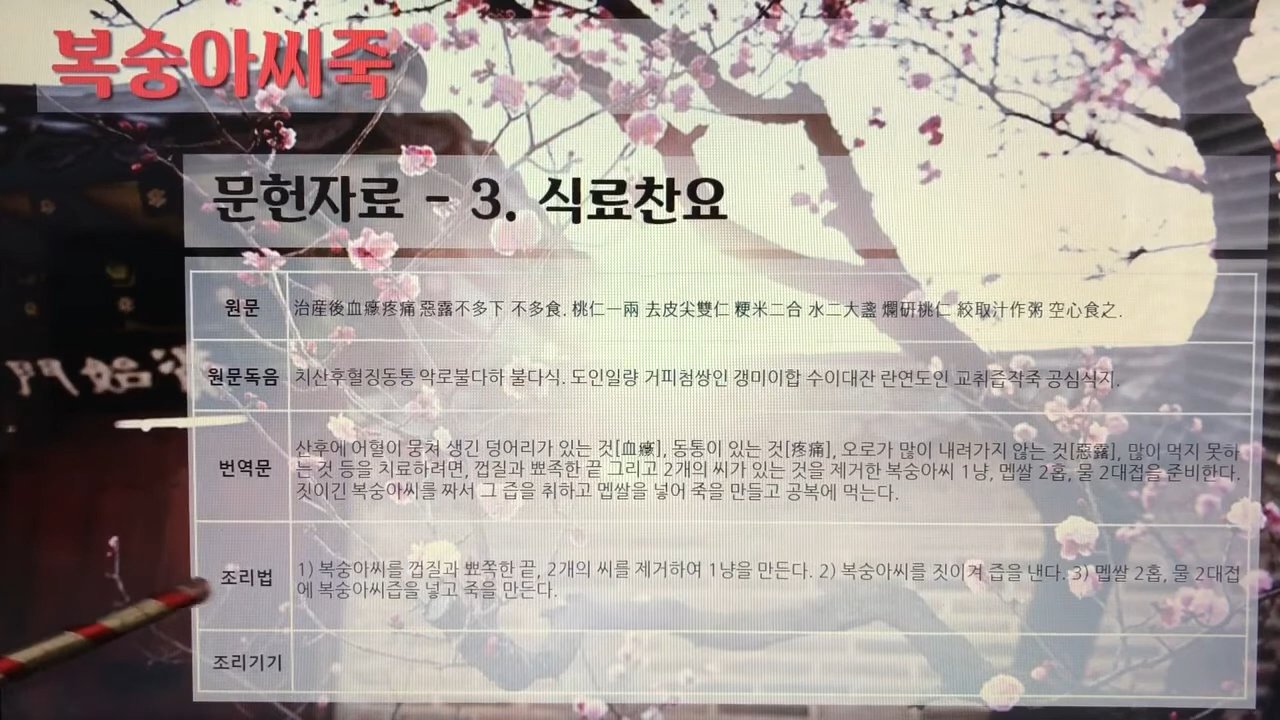 복숭아씨죽
문헌자료 - 3. 식료찬요
원문
治産後血癥疼痛 惡露不多下 不多食. 桃仁一兩 去皮尖雙仁 粳米二合 水二大盞 爛研桃仁 絞取汁作粥 空心食之.
원문독음
치산후혈징동통 악로불다하 불다식. 도인일량 거피첨쌍인 갱미이합 수이대잔 란연도인 교취즙작죽 공심식지.
번역문
산후에 어혈이 뭉쳐 생긴 덩어리가 있는 것[血癥], 동통이 있는 것[疼痛], 오로가 많이 내려가지 않는 것[惡露], 많이 먹지 못하
는 것 등을 치료하려면, 껍질과 뾰족한 끝 그리고 2개의 씨가 있는 것을 제거한 복숭아씨 1냥, 멥쌀 2홉, 물 2대접을 준비한다.
짓이긴 복숭아씨를 짜서 그 즙을 취하고 멥쌀을 넣어 죽을 만들고 공복에 먹는다.
조리법
1) 복숭아씨를 껍질과 뾰족한 끝, 2개의 씨를 제거하여 1냥을 만든다. 2) 복숭아씨를 짓이겨 즙을 낸다. 3) 멥쌀 2홉, 물 2대접
에 복숭아씨즙을 넣고 죽을 만든다.
조리기기
門始